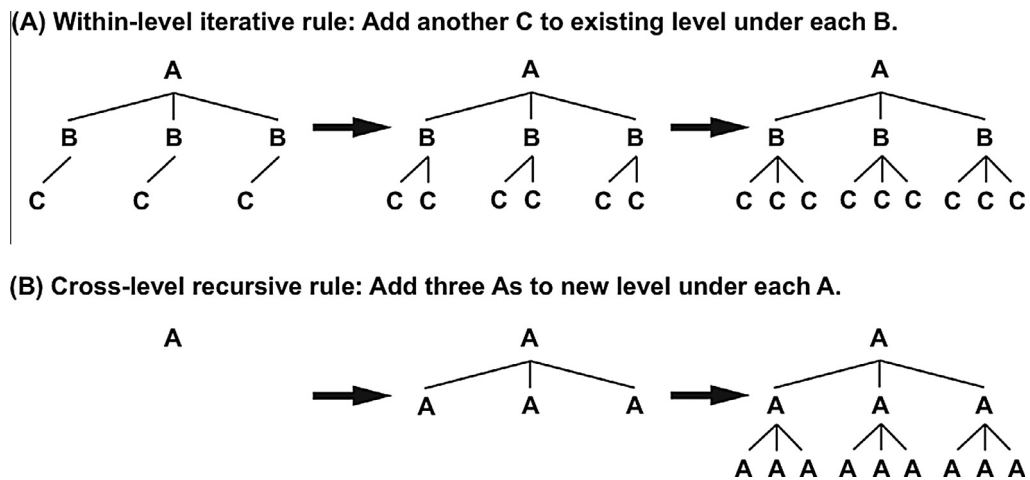 (A) Within-level iterative rule: Add another C to existing level under each B.
A A A
B B B B B B B B B
C C C C C C C C C C C C C C C C C C
(B) Cross-level recursive rule: Add three As to new level under each A.
A A A
A A A A A A
A A A A A A A A A